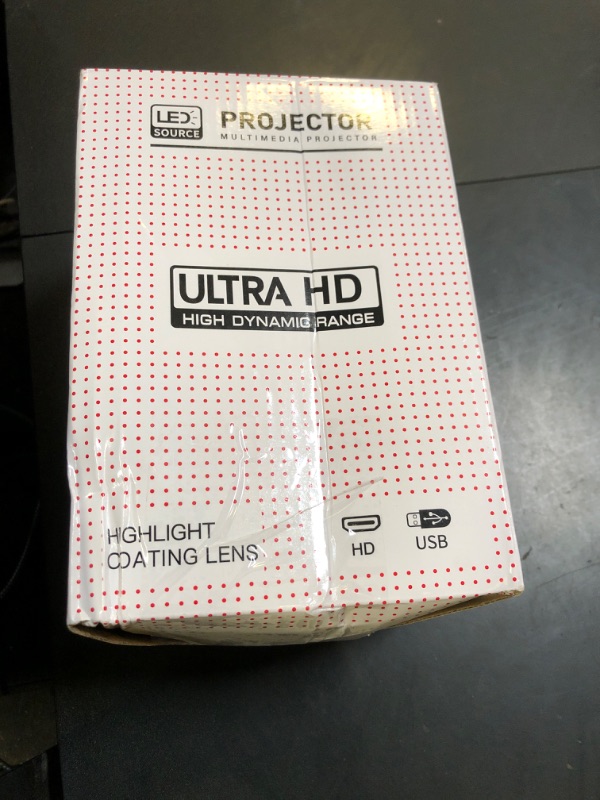 LED
SOURCE
PROJECTOR
MULTIMEDIA PROJECTOR
ULTRA HD
HIGH DYNAMIC RANGE
HIGHLIGHT
COATING LENS
HD
USB